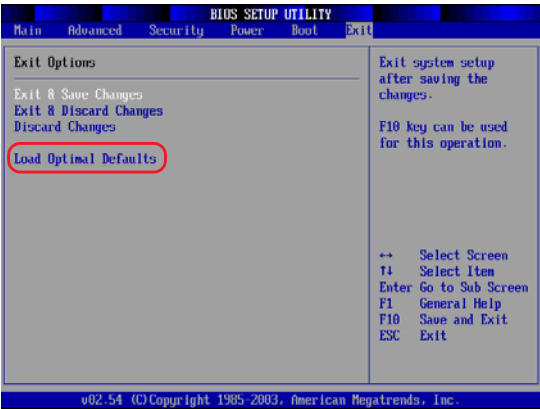 BIOS SETUP UTILITY
Main Advanced Security Power Boot Exit
Exit Options
Exit & Save Changes
Exit & Discard Changes
Discard Changes
Load Optimal Defaults
Exit system setup
after saving the
changes.
F10 key can be used
for this operation.
↔ Select Screen
↑↓ Select Item
Enter Go to Sub Screen
F1 General Help
F10 Save and Exit
ESC Exit
v02.54 (C)Copyright 1985-2003, American Megatrends, Inc.